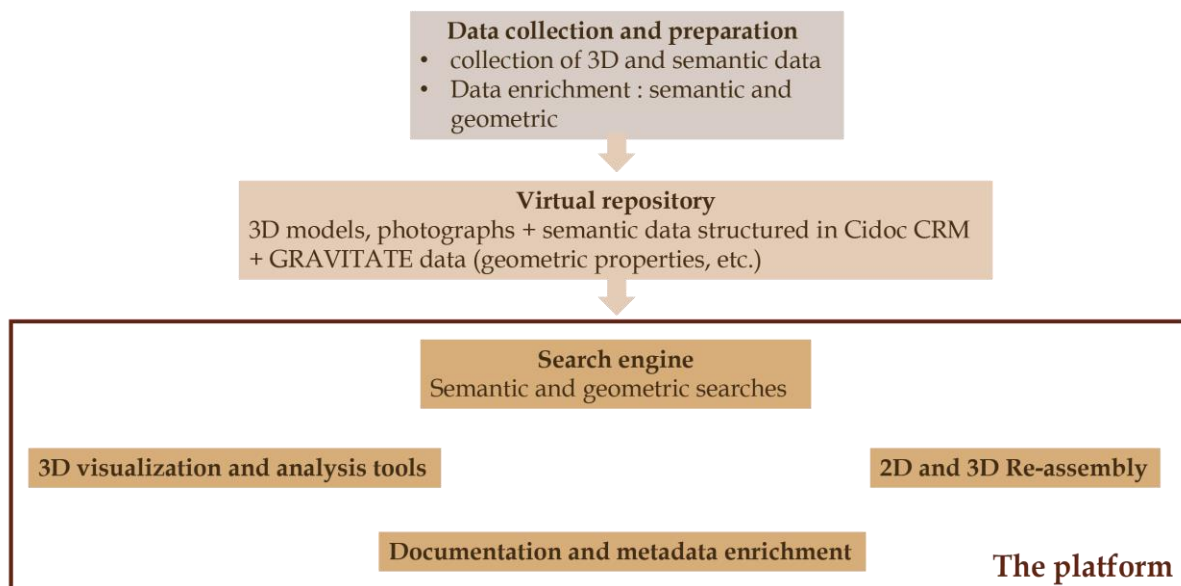 Data collection and preparation
• collection of 3D and semantic data
• Data enrichment : semantic and
geometric
Virtual repository
3D models, photographs + semantic data structured in Cidoc CRM
+ GRAVITATE data (geometric properties, etc.)
Search engine
Semantic and geometric searches
3D visualization and analysis tools
2D and 3D Re-assembly
Documentation and metadata enrichment
The platform